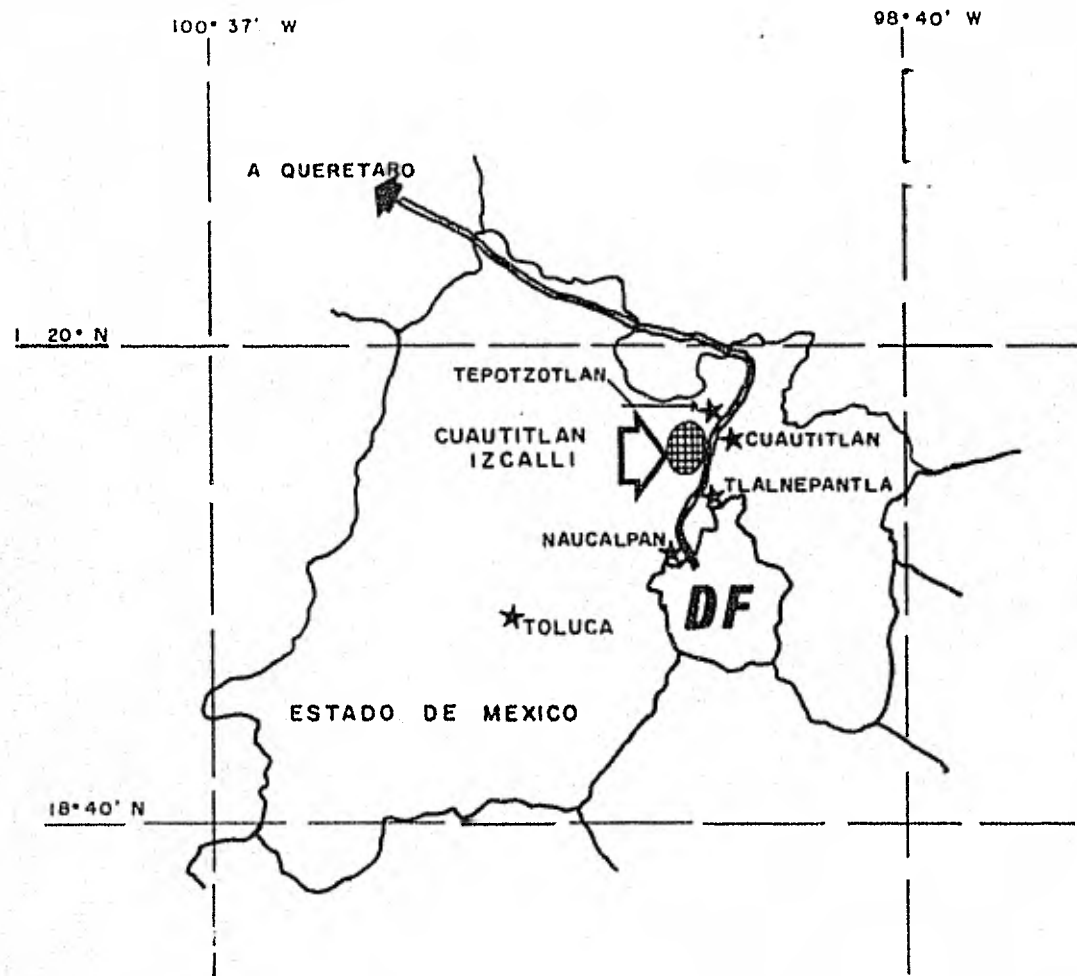 100° 37' W
98° 40' W
A QUERETARO
20° N
TEPOTZOTLAN
CUAUTITLAN
IZCALLI
CUAUTITLAN
TLALNEPANTLA
NAUCALPAN
DF
TOLUCA
ESTADO DE MEXICO
18° 40' N